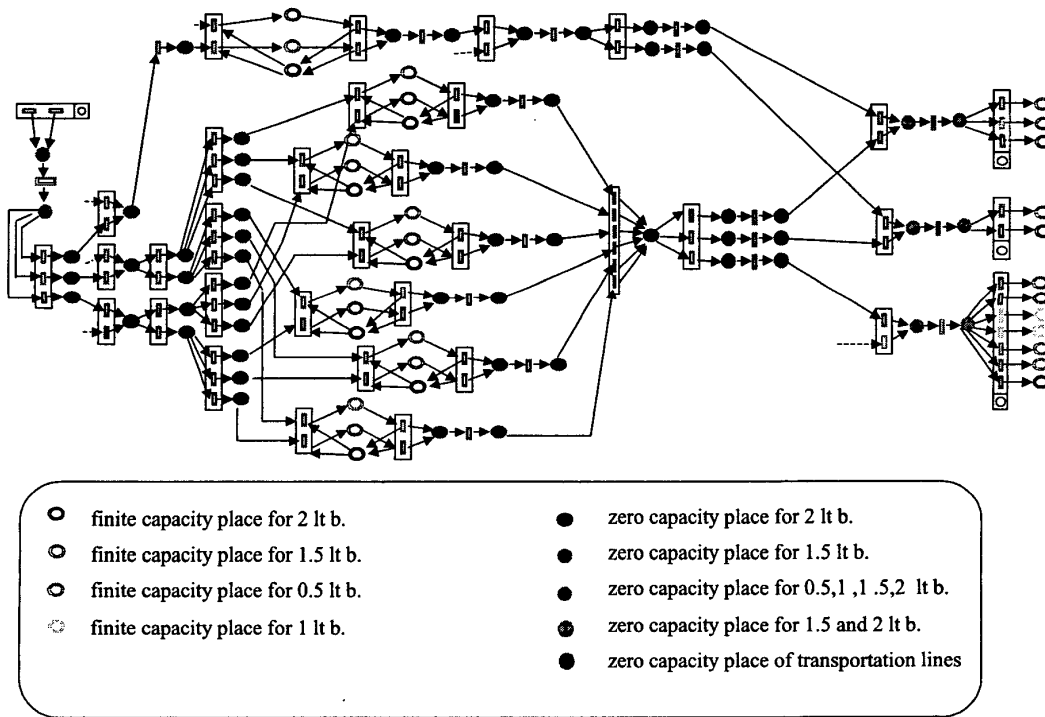 finite capacity place for 2 lt b.
finite capacity place for 1.5 lt b.
finite capacity place for 0.5 lt b.
finite capacity place for 1 lt b.
zero capacity place for 2 lt b.
zero capacity place for 1.5 lt b.
zero capacity place for 0.5,1 ,1 .5,2 lt b.
zero capacity place for 1.5 and 2 lt b.
zero capacity place of transportation lines